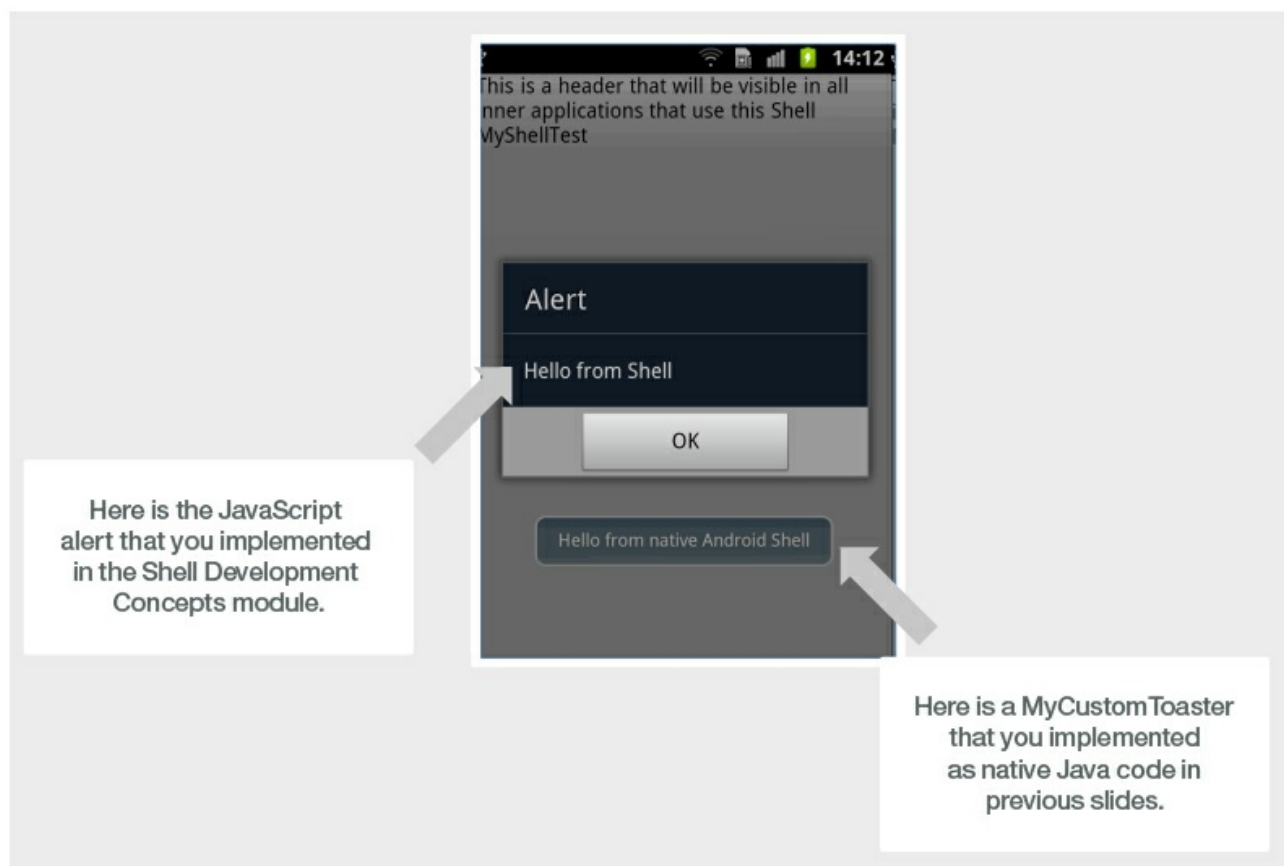 14:12
This is a header that will be visible in all
inner applications that use this Shell
MyShellTest
Alert
Hello from Shell
OK
Hello from native Android Shell
Here is the JavaScript
alert that you implemented
in the Shell Development
Concepts module.
Here is a MyCustomToaster
that you implemented
as native Java code in
previous slides.